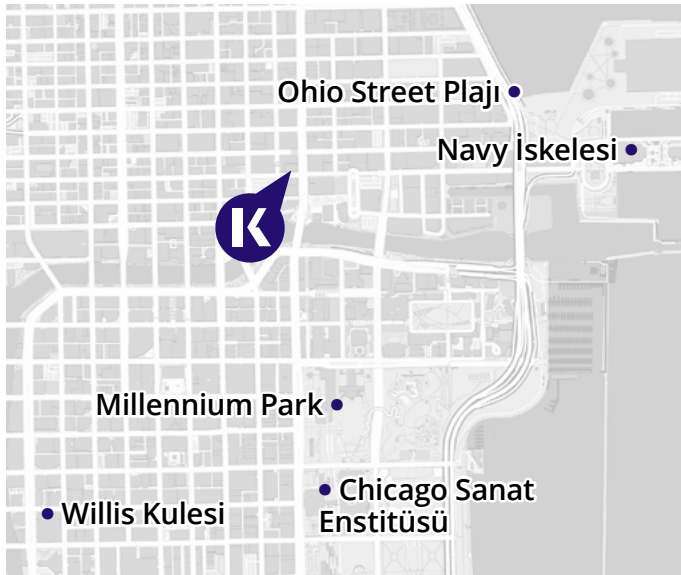 Ohio Street Plajı
Navy İskelesi
K
Millennium Park
Chicago Sanat
Enstitüsü
Willis Kulesi